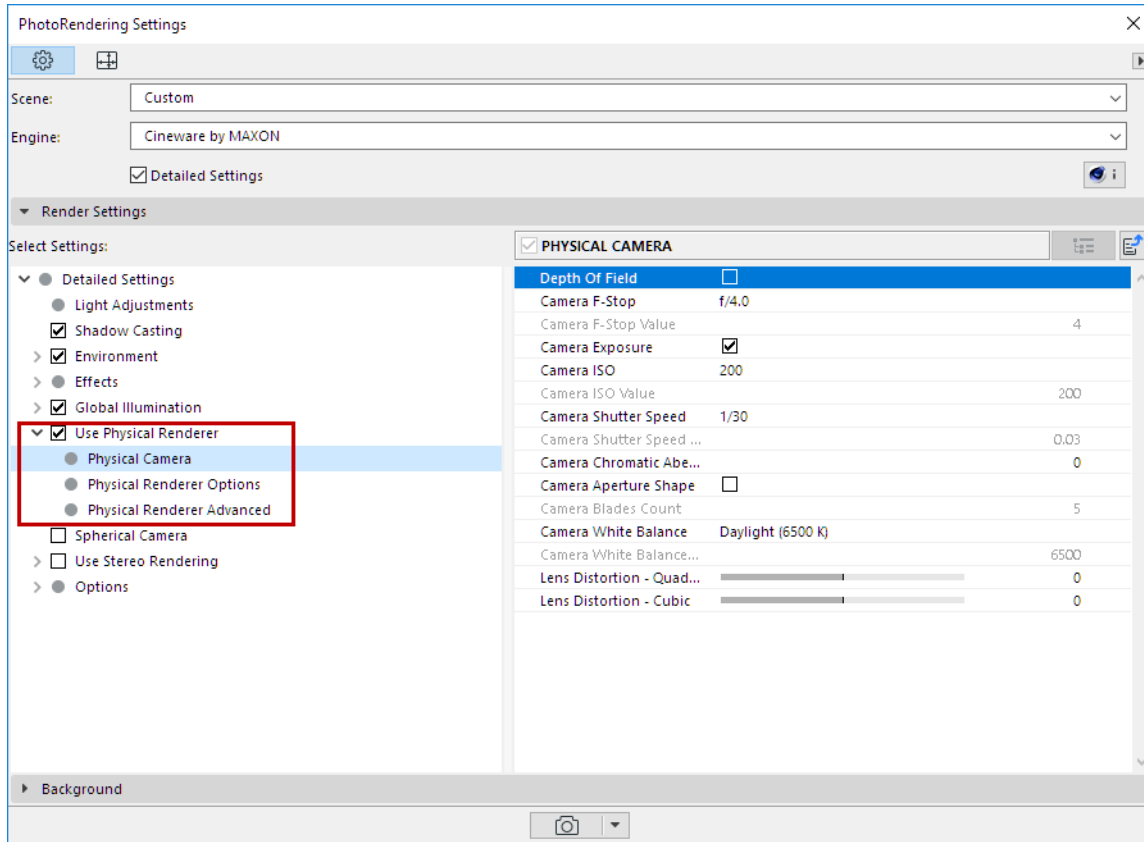 PhotoRendering Settings
Scene:
Custom
Engine:
Cineware by MAXON
Detailed Settings
i
Render Settings
Select Settings:
Detailed Settings
Light Adjustments
Shadow Casting
Environment
Effects
Global Illumination
Use Physical Renderer
Physical Camera
Physical Renderer Options
Physical Renderer Advanced
Spherical Camera
Use Stereo Rendering
Options
PHYSICAL CAMERA
Depth Of Field
Camera F-Stop f/4.0
Camera F-Stop Value 4
Camera Exposure
Camera ISO 200
Camera ISO Value 200
Camera Shutter Speed 1/30
Camera Shutter Speed ... 0.03
Camera Chromatic Abe... 0
Camera Aperture Shape
Camera Blades Count 5
Camera White Balance Daylight (6500 K)
Camera White Balance... 6500
Lens Distortion - Quad... 0
Lens Distortion - Cubic 0
Background